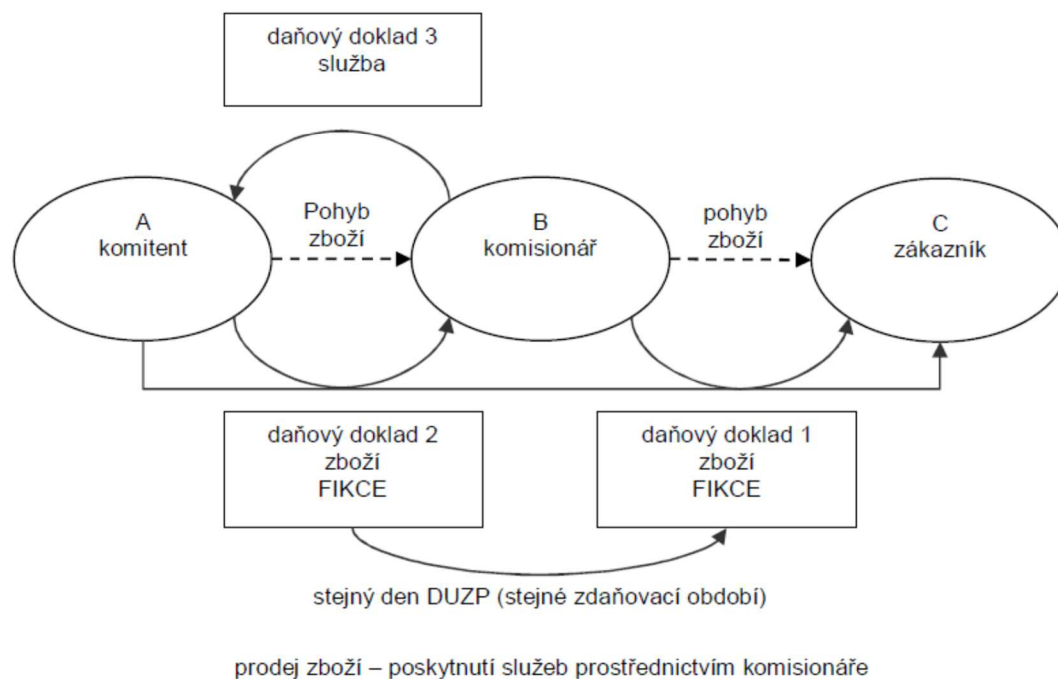 daňový doklad 3
služba
A
komitent
Pohyb
zboží
B
komisionář
pohyb
zboží
C
zákazník
daňový doklad 2
zboží
FIKCE
daňový doklad 1
zboží
FIKCE
stejný den DUZP (stejné zdaňovací období)
prodej zboží – poskytnutí služeb prostřednictvím komisionáře